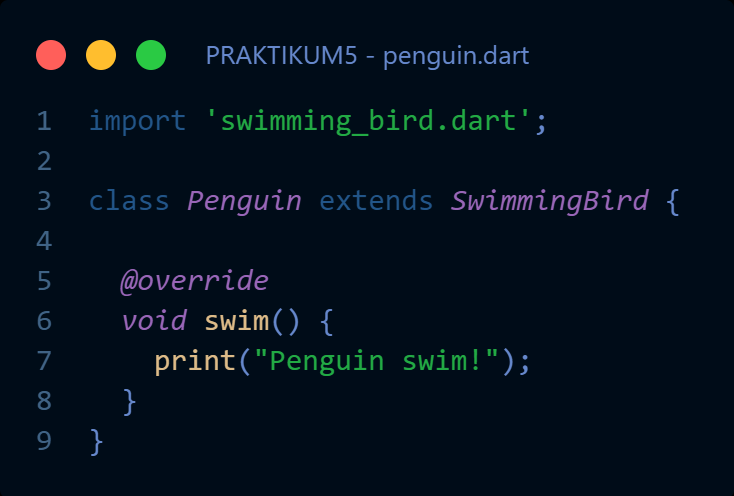 PRAKTIKUM5 - penguin.dart
1 import 'swimming_bird.dart';
2
3 class Penguin extends SwimmingBird {
4
5   @override
6   void swim() {
7     print("Penguin swim!");
8   }
9 }